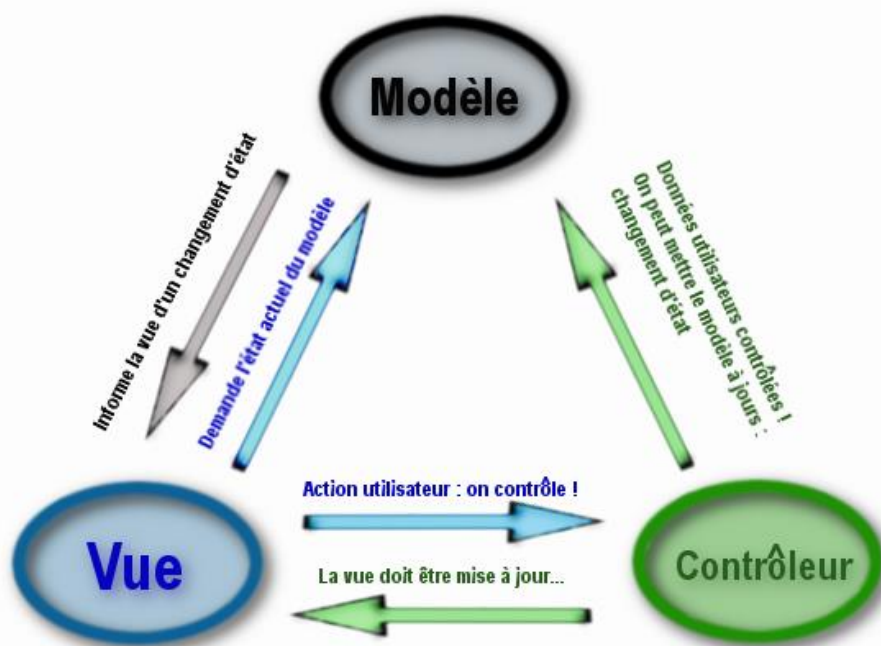 Modèle
Informe la vue d'un changement d'état
Demande l'état actuel du modèle
Données utilisateurs contrôlées !
On peut mettre le modèle à jours :
changement d'état
Action utilisateur : on contrôle !
Vue
Contrôleur
La vue doit être mise à jour...